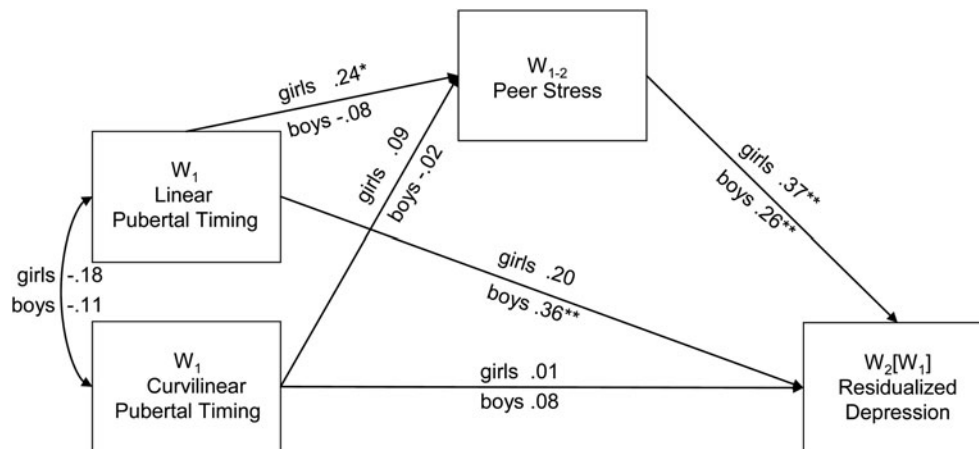 W₁₋₂
Peer Stress
girls .24*
boys -.08
W₁
Linear
Pubertal Timing
girls .09
boys -.02
girls .37**
boys .26**
girls -.18
boys -.11
girls .20
boys .36**
W₁
Curvilinear
Pubertal Timing
girls .01
boys .08
W₂[W₁]
Residualized
Depression